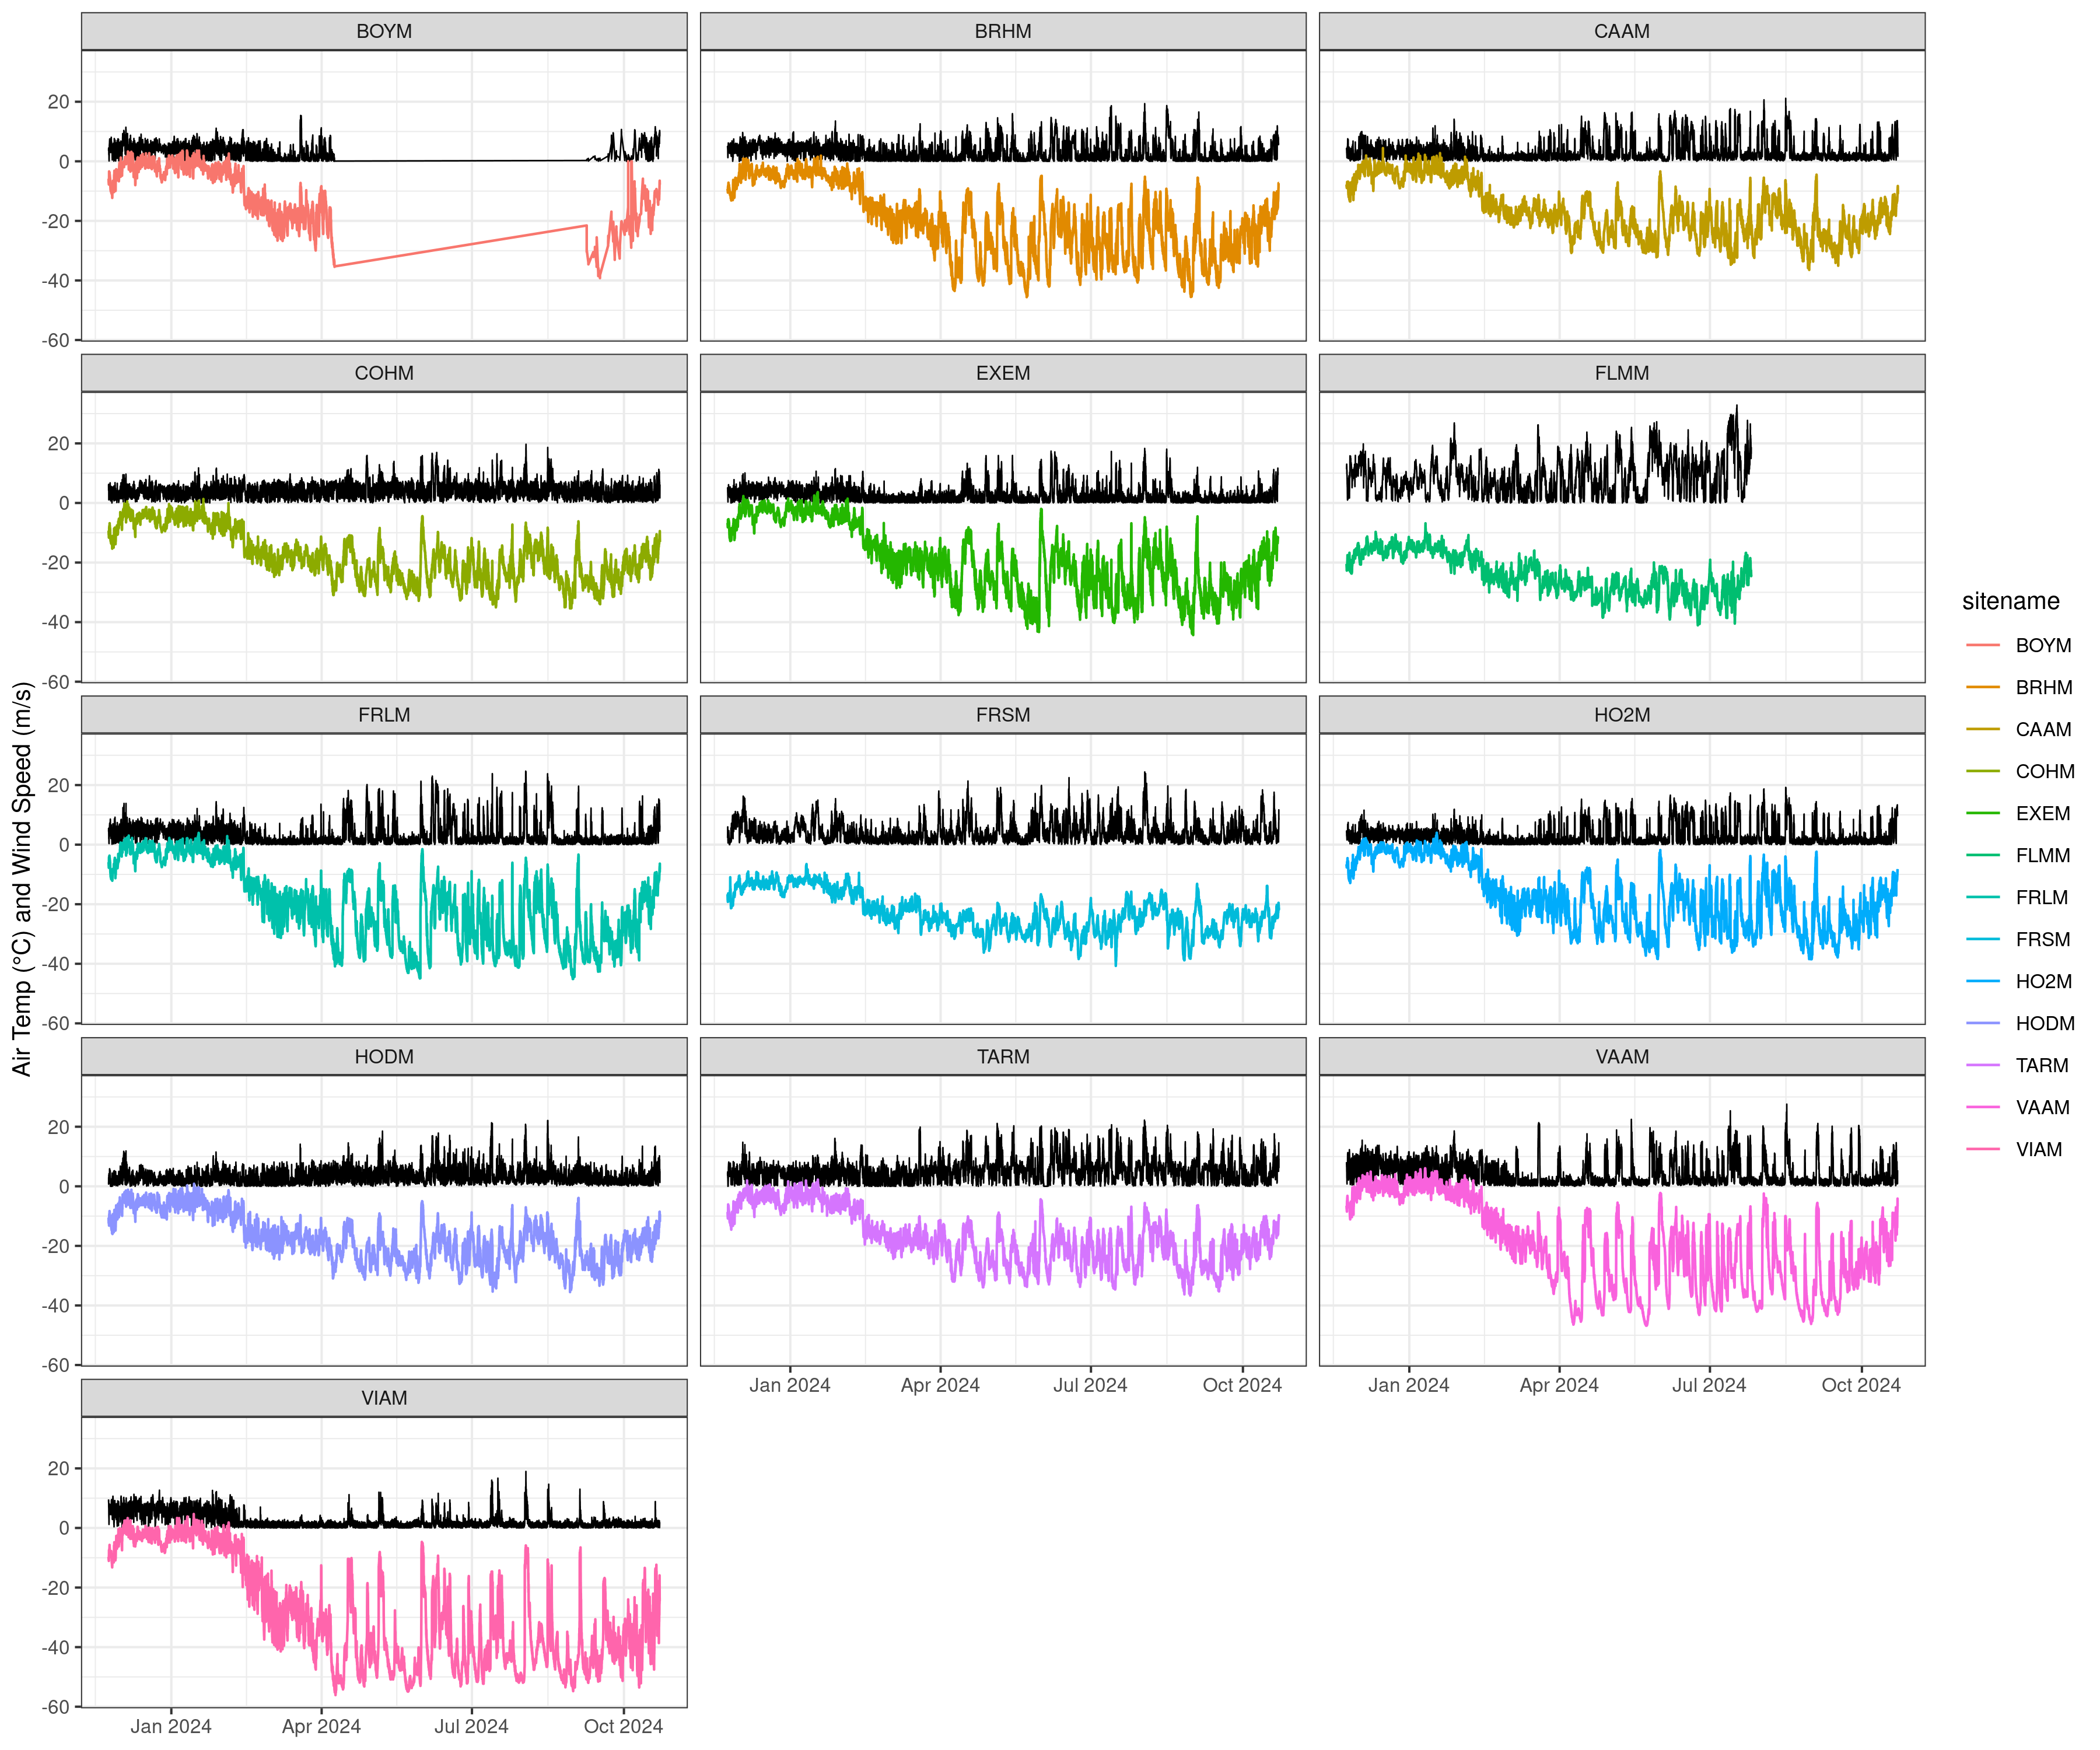 BOYM
BRHM
CAAM
20
0
-20
-40
-60
COHM
EXEM
FLMM
20
0
-20
-40
-60
FRLM
FRSM
HO2M
20
0
-20
-40
-60
HODM
TARM
VAAM
20
0
-20
-40
-60
Jan 2024 Apr 2024 Jul 2024 Oct 2024
Jan 2024 Apr 2024 Jul 2024 Oct 2024
VIAM
20
0
-20
-40
-60
Jan 2024 Apr 2024 Jul 2024 Oct 2024
Air Temp (°C) and Wind Speed (m/s)
sitename
BOYM
BRHM
CAAM
COHM
EXEM
FLMM
FRLM
FRSM
HO2M
HODM
TARM
VAAM
VIAM